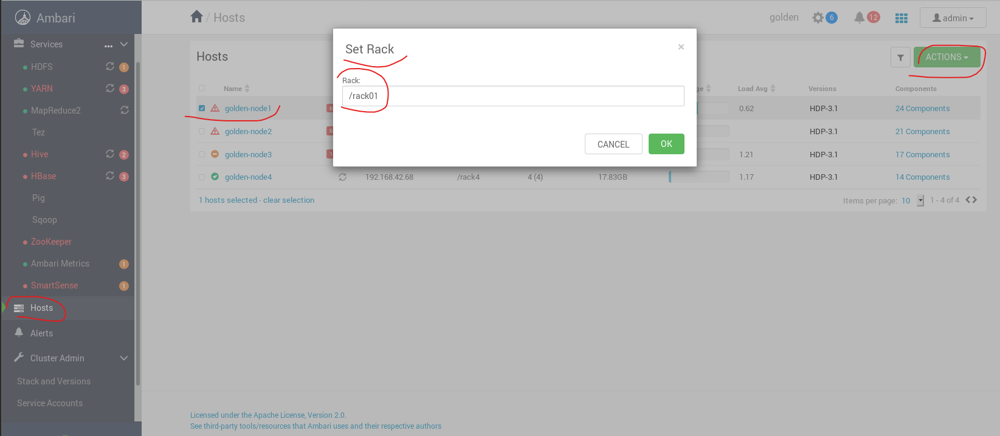 Ambari
Services ...
HDFS 1
YARN 3
MapReduce2
Tez
Hive 2
HBase 3
Pig
Sqoop
ZooKeeper
Ambari Metrics 1
SmartSense 1
Hosts
Alerts
Cluster Admin
Stack and Versions
Service Accounts
/ Hosts
golden 6 12 admin
Hosts
ACTIONS
Set Rack ×
Rack:
/rack01
CANCEL OK
Name Load Avg Versions Components
golden-node1 0.62 HDP-3.1 24 Components
golden-node2 HDP-3.1 21 Components
golden-node3 1.21 HDP-3.1 17 Components
golden-node4 192.168.42.68 /rack4 4 (4) 17.83GB 1.17 HDP-3.1 14 Components
1 hosts selected - clear selection
Items per page: 10 1 - 4 of 4
Licensed under the Apache License, Version 2.0.
See third-party tools/resources that Ambari uses and their respective authors